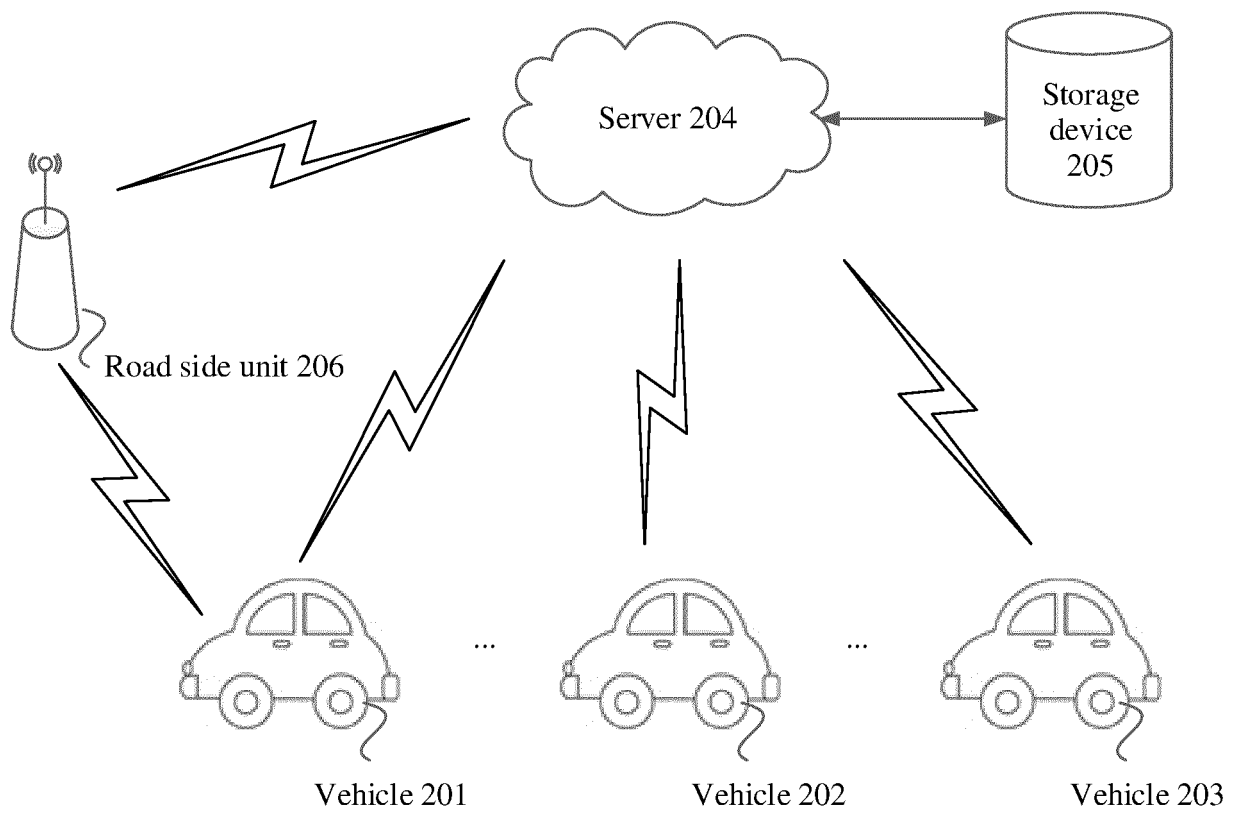 Server 204
Storage
device
205
Road side unit 206
...
...
Vehicle 201
Vehicle 202
Vehicle 203